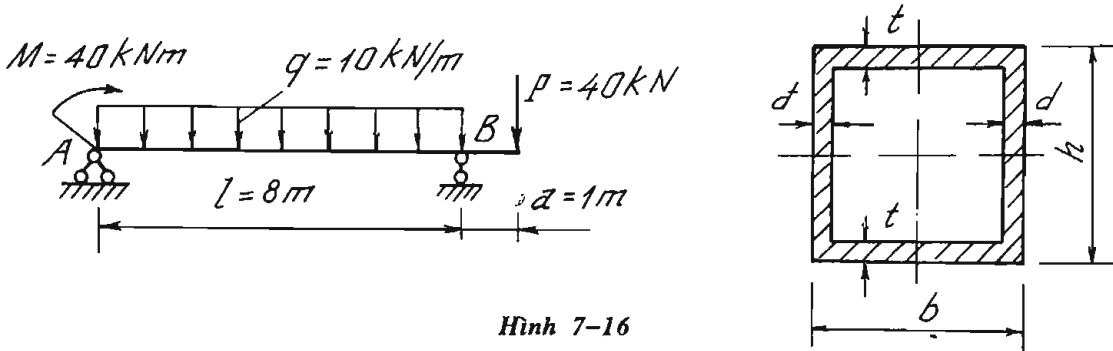 M = 40 kNm
q = 10 kN/m
P = 40 kN
A
B
l = 8 m
a = 1 m
t
d
d
h
t
b
Hình 7-16